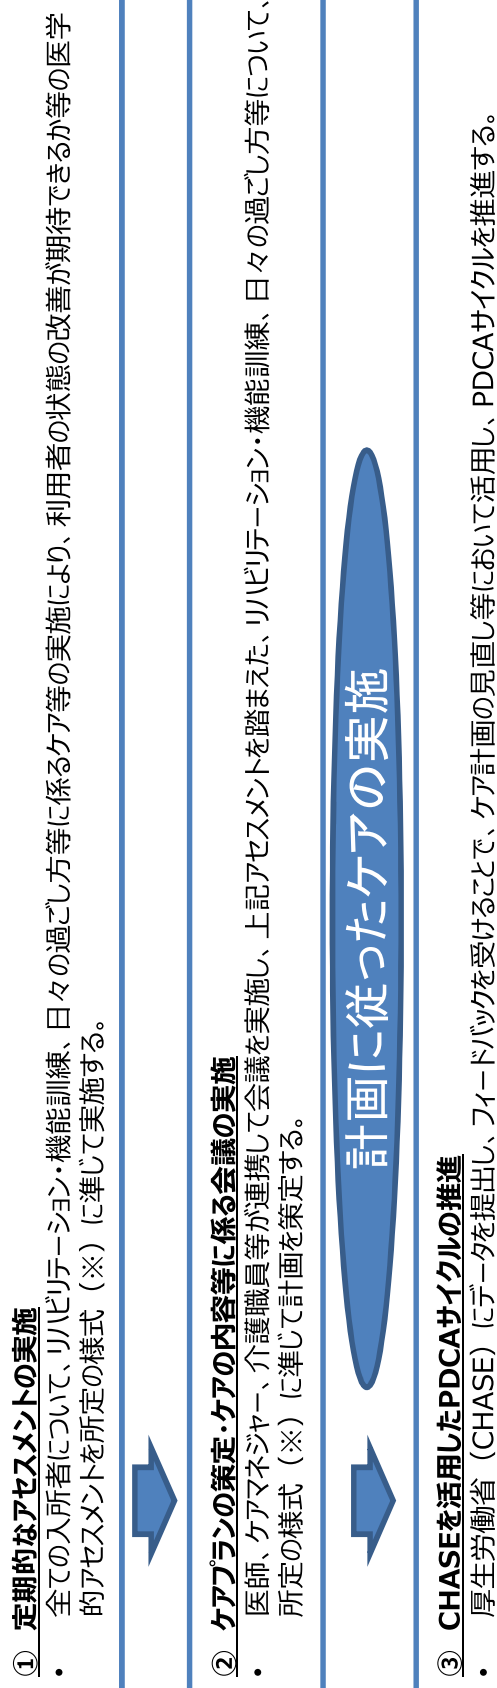 ① 定期的なアセスメントの実施
• 全ての入所者について、リハビリテーション・機能訓練、日々の過ごし方等に係るケア等の実施により、利用者の状態の改善が期待できるか等の医学
的アセスメントを所定の様式（※）に準じて実施する。
② ケアプランの策定・ケアの内容等に係る会議の実施
• 医師、ケアマネジャー、介護職員等が連携して会議を実施し、上記アセスメントを踏まえた、リハビリテーション・機能訓練、日々の過ごし方等について、
所定の様式（※）に準じて計画を策定する。
計画に従ったケアの実施
③ CHASEを活用したPDCAサイクルの推進
• 厚生労働省（CHASE）にデータを提出し、フィードバックを受けることで、ケア計画の見直し等において活用し、PDCAサイクルを推進する。